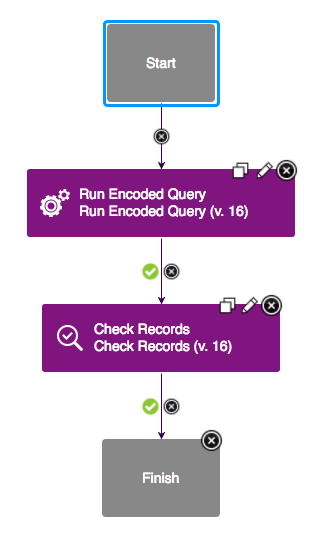 Start
Run Encoded Query
Run Encoded Query (v. 16)
Check Records
Check Records (v. 16)
Finish